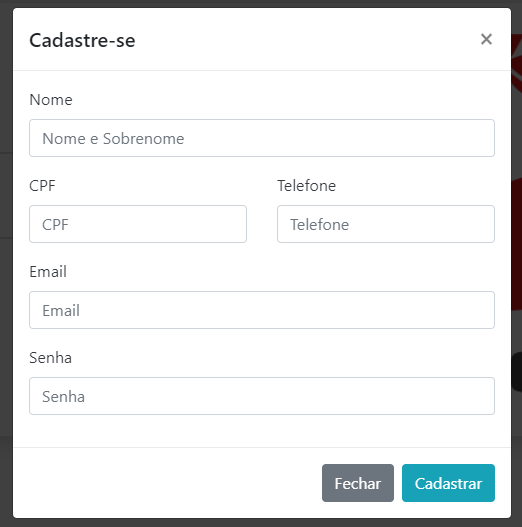 Cadastre-se ×
Nome
Nome e Sobrenome
CPF Telefone
CPF Telefone
Email
Email
Senha
Senha
Fechar Cadastrar